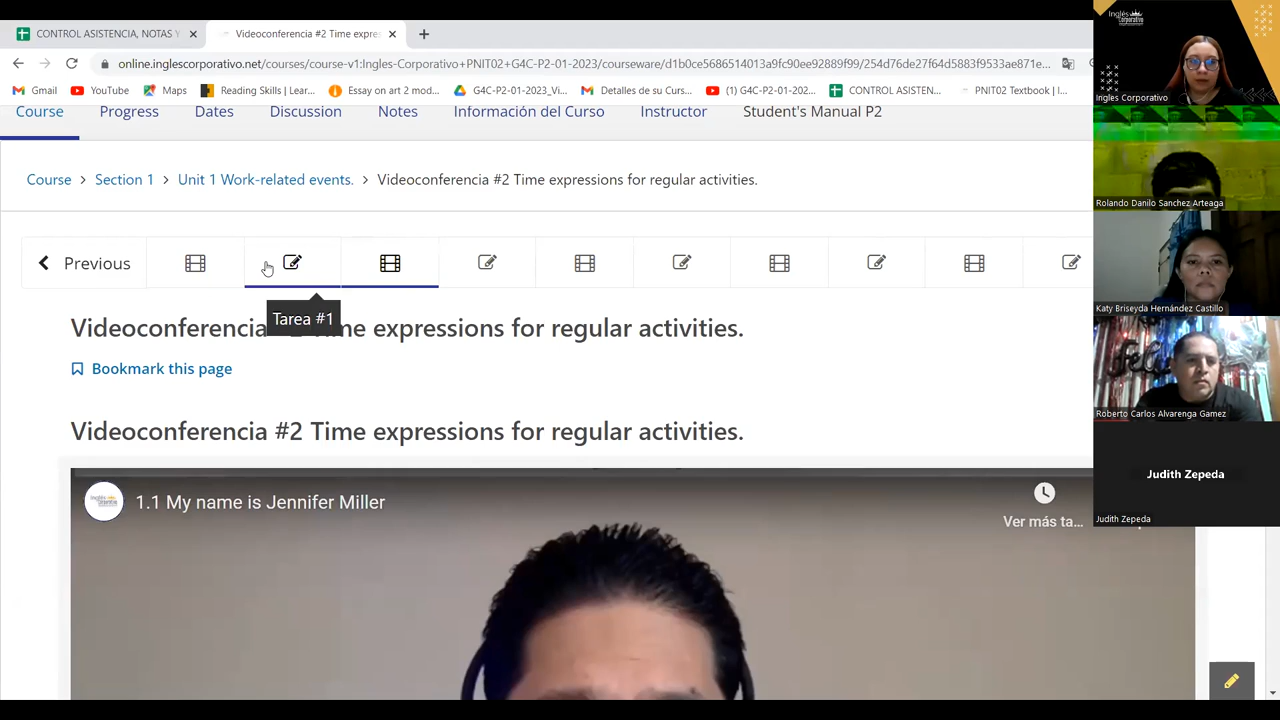 CONTROL ASISTENCIA, NOTAS Y
Videoconferencia #2 Time expres
online.inglescorporativo.net/courses/course-v1:Ingles-Corporativo+PNIT02+G4C-P2-01-2023/courseware/d1b0ce5686514013a9fc90ee92889f99/254d76de27f64d5883f9533ae871e...
Gmail
YouTube
Maps
Reading Skills | Lear...
Essay on art 2 mod...
G4C-P2-01-2023_Vi...
Detalles de su Curs...
(1) G4C-P2-01-202...
CONTROL ASISTEN...
PNIT02 Textbook | I...
Course
Progress
Dates
Discussion
Notes
Información del Curso
Instructor
Student's Manual P2
Course > Section 1 > Unit 1 Work-related events. > Videoconferencia #2 Time expressions for regular activities.
Previous
Tarea #1
Videoconferencia me expressions for regular activities.
Bookmark this page
Videoconferencia #2 Time expressions for regular activities.
1.1 My name is Jennifer Miller
Ver más ta...
Inglés
Corporativo
Ingles Corporativo
Rolando Danilo Sanchez Arteaga
Katy Briseyda Hernández Castillo
Roberto Carlos Alvarenga Gamez
Judith Zepeda
Judith Zepeda